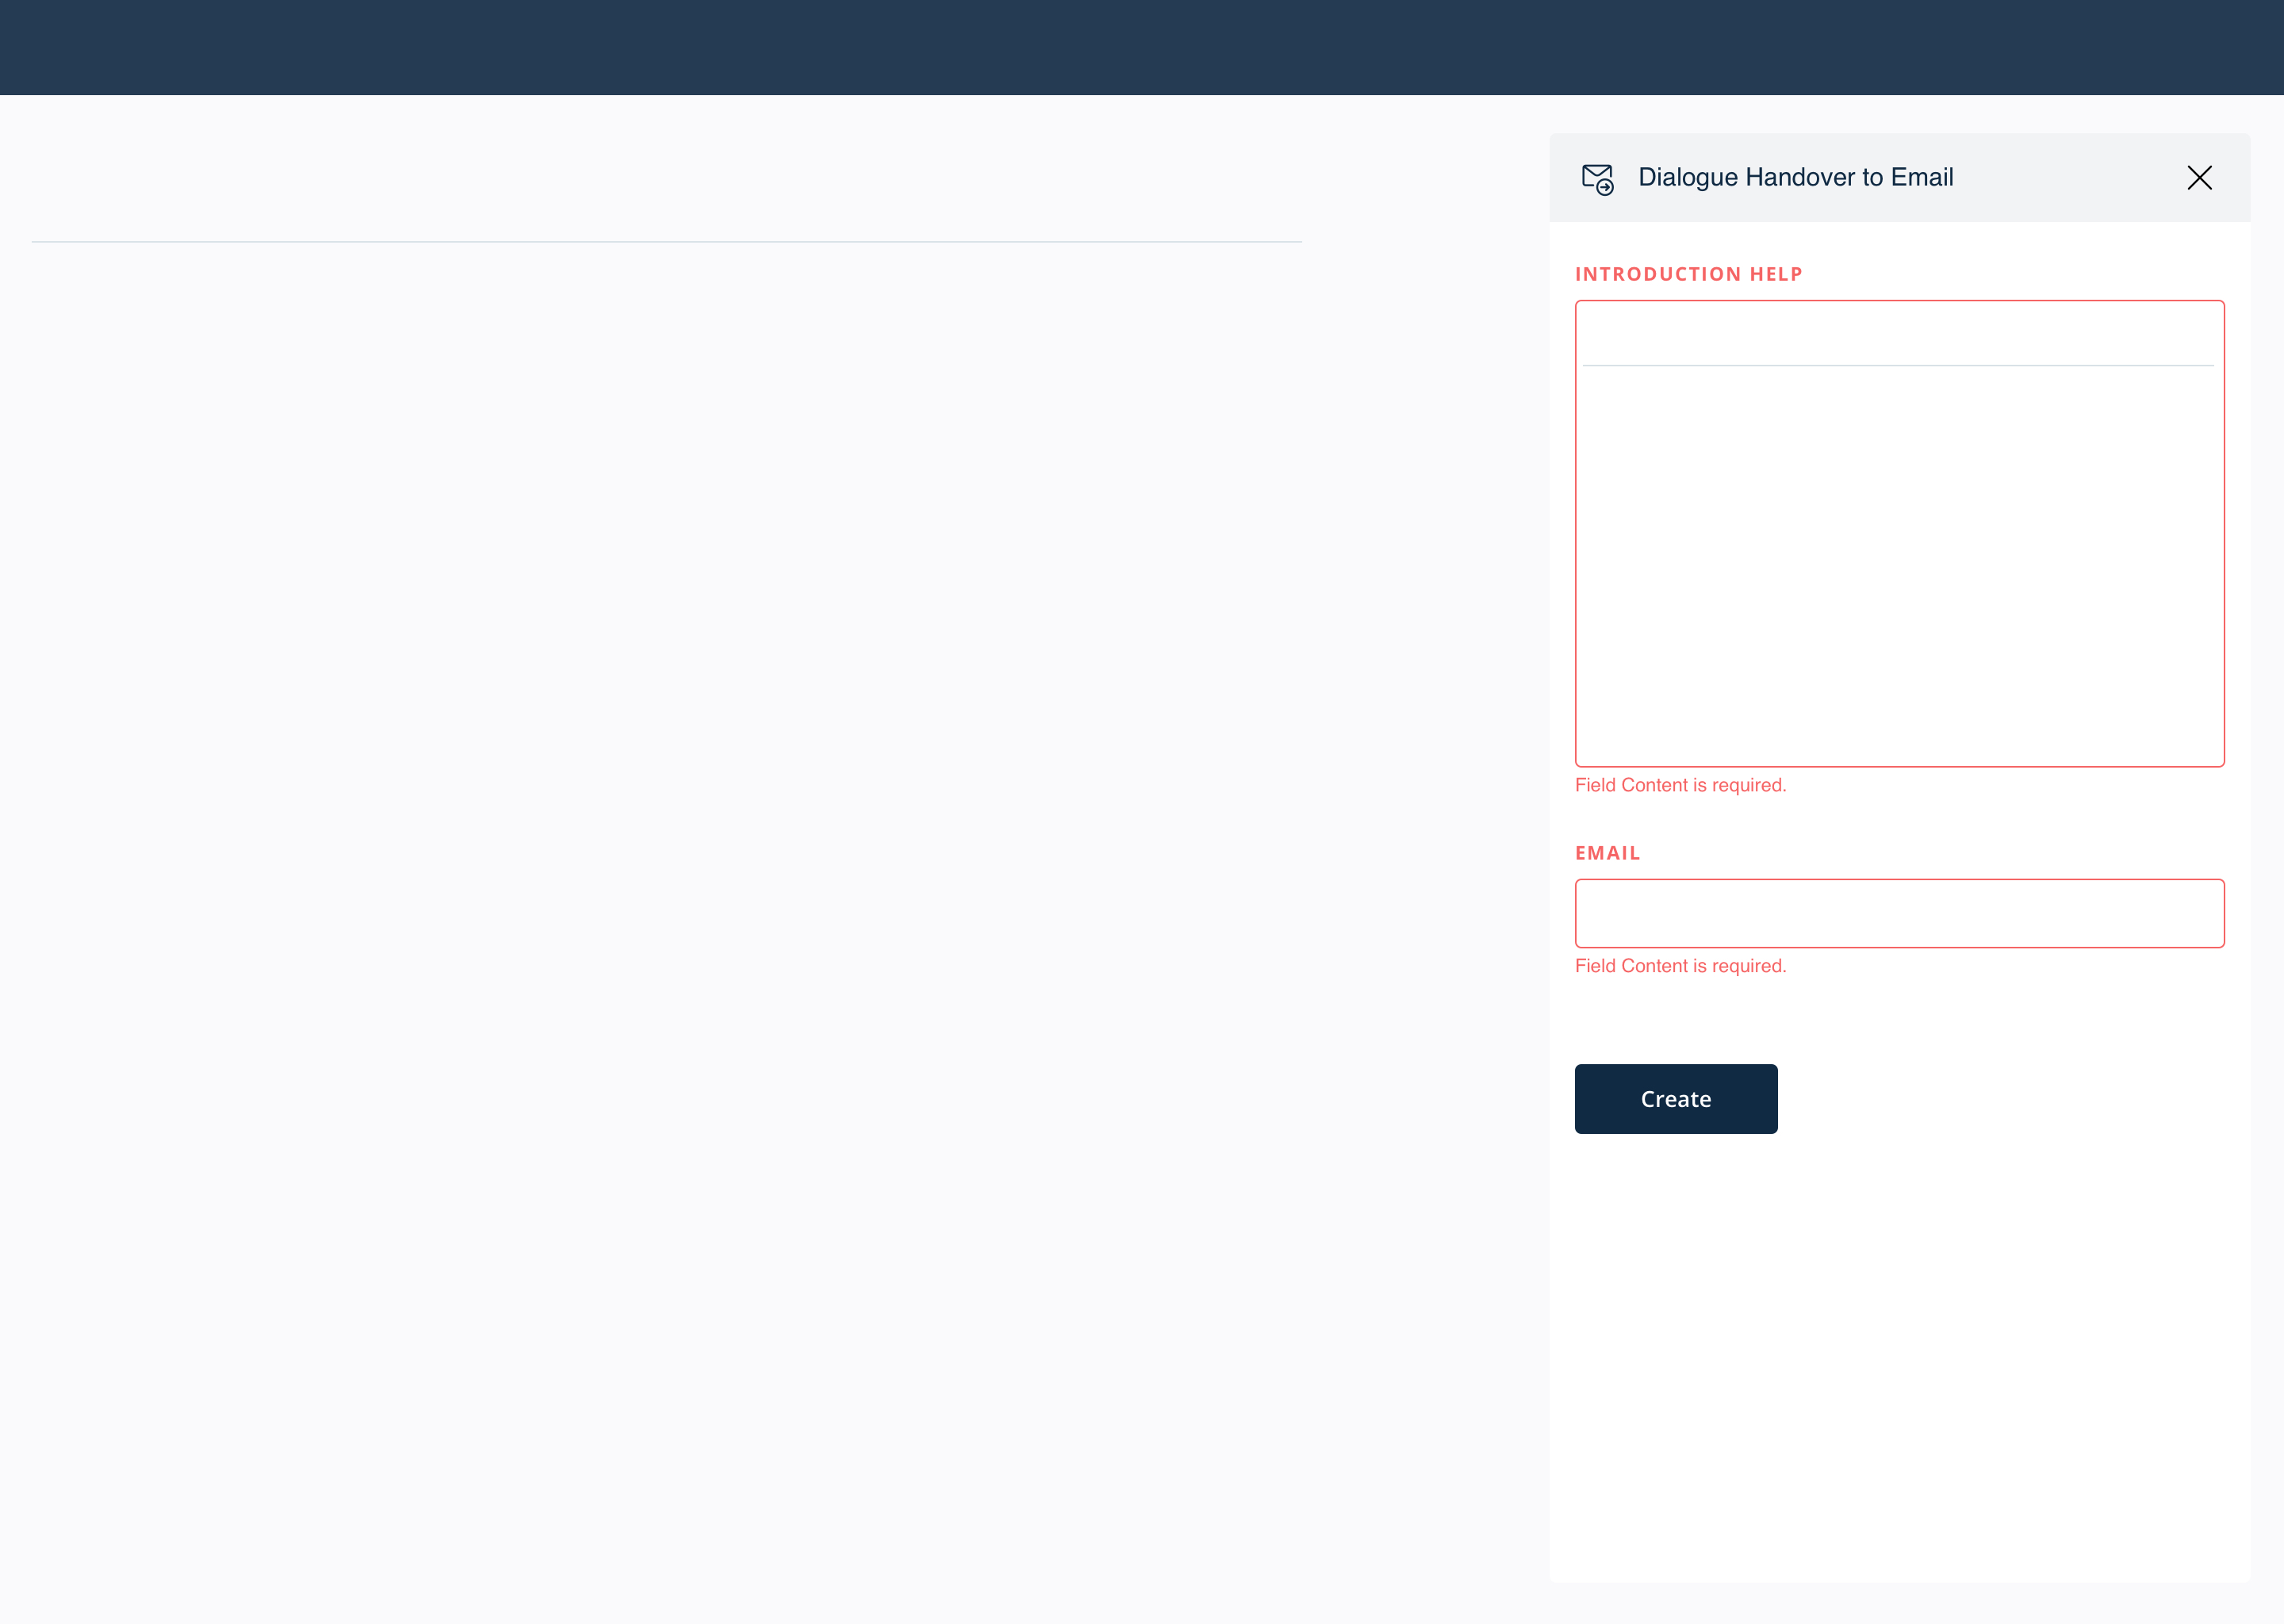 Dialogue Handover to Email
INTRODUCTION HELP
Field Content is required.
EMAIL
Field Content is required.
Create